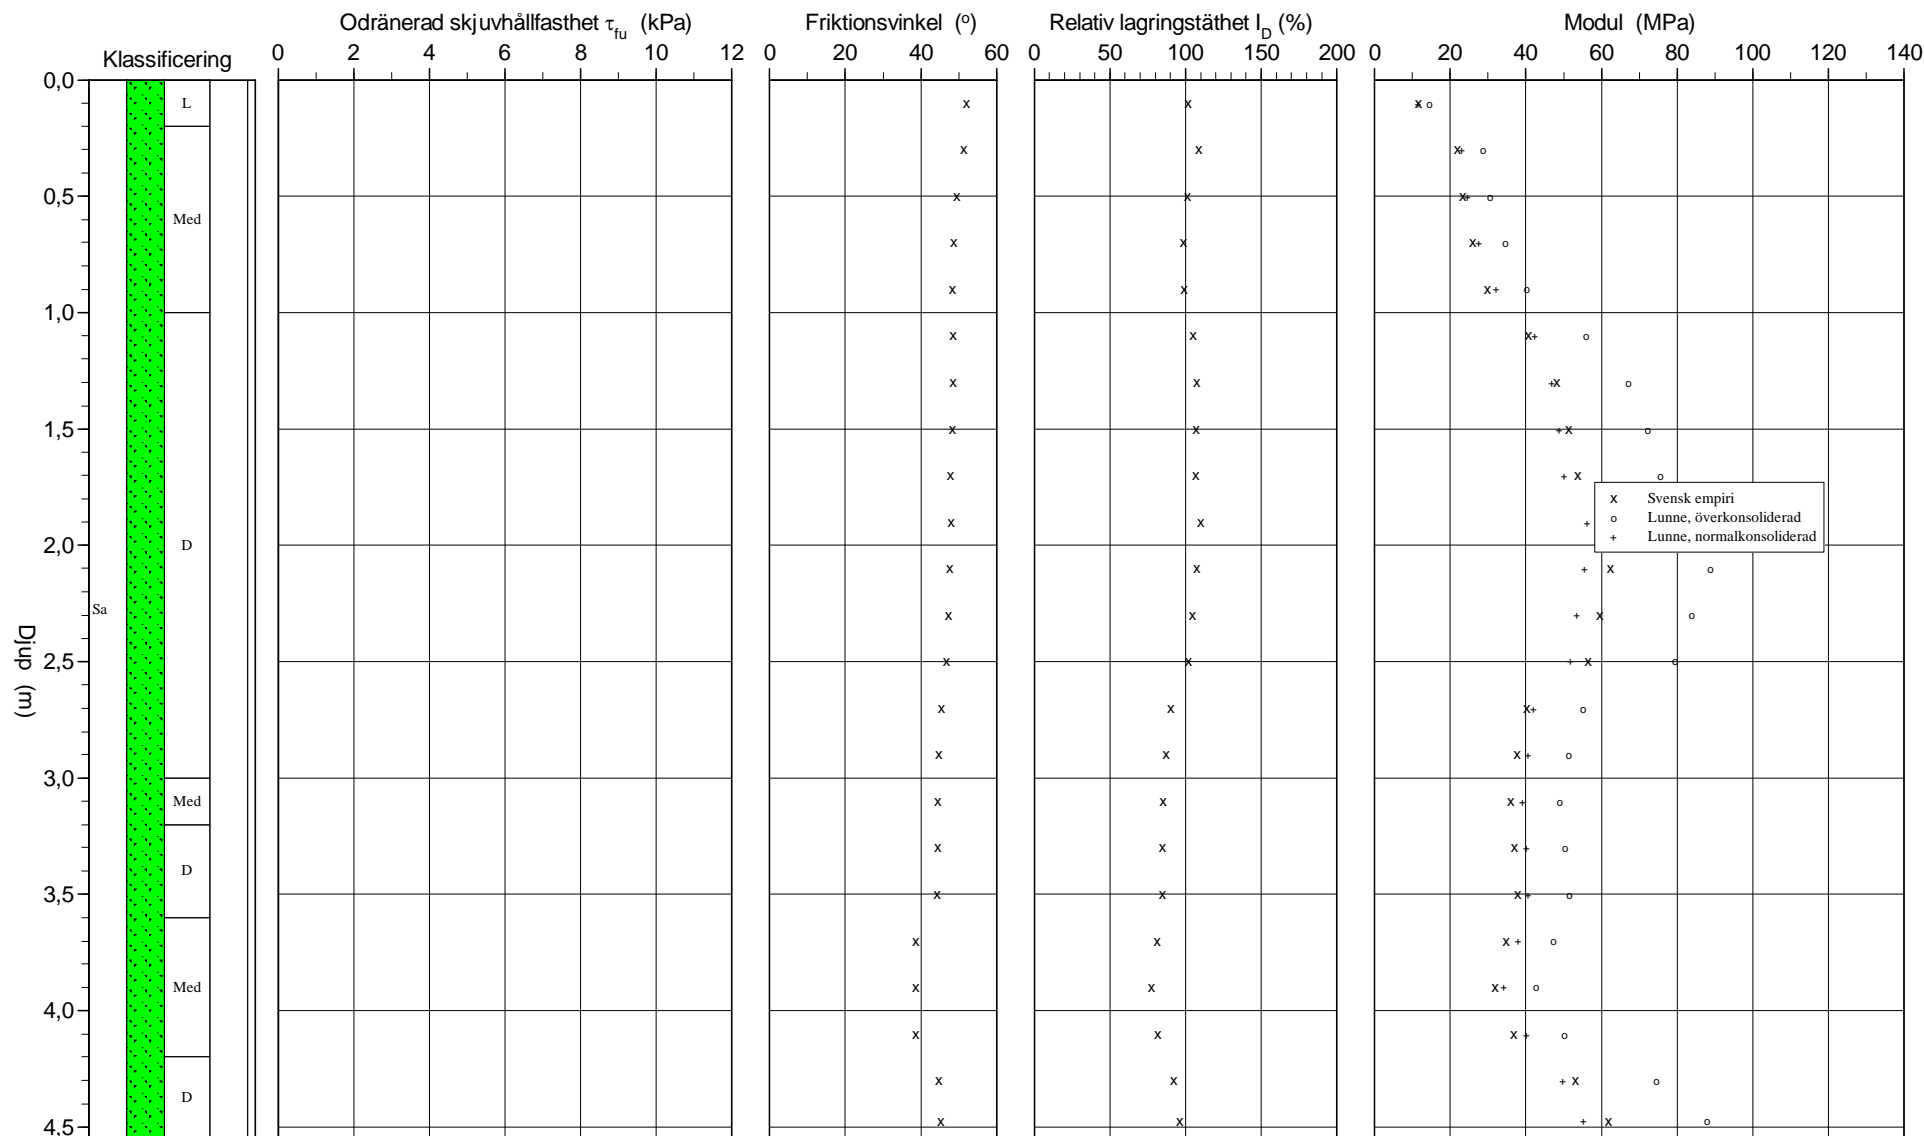 Klassificering
Odränerad skjuvhållfasthet τfu (kPa)
Friktionsvinkel (o)
Relativ lagringstäthet ID (%)
Modul (MPa)
0 2 4 6 8 10 12
0 20 40 60
0 50 100 150 200
0 20 40 60 80 100 120 140
Djup (m)
0,0
0,5
1,0
1,5
2,0
2,5
3,0
3,5
4,0
4,5
Sa
L
Med
D
Med
D
Med
D
x Svensk empiri
o Lunne, överkonsoliderad
+ Lunne, normalkonsoliderad